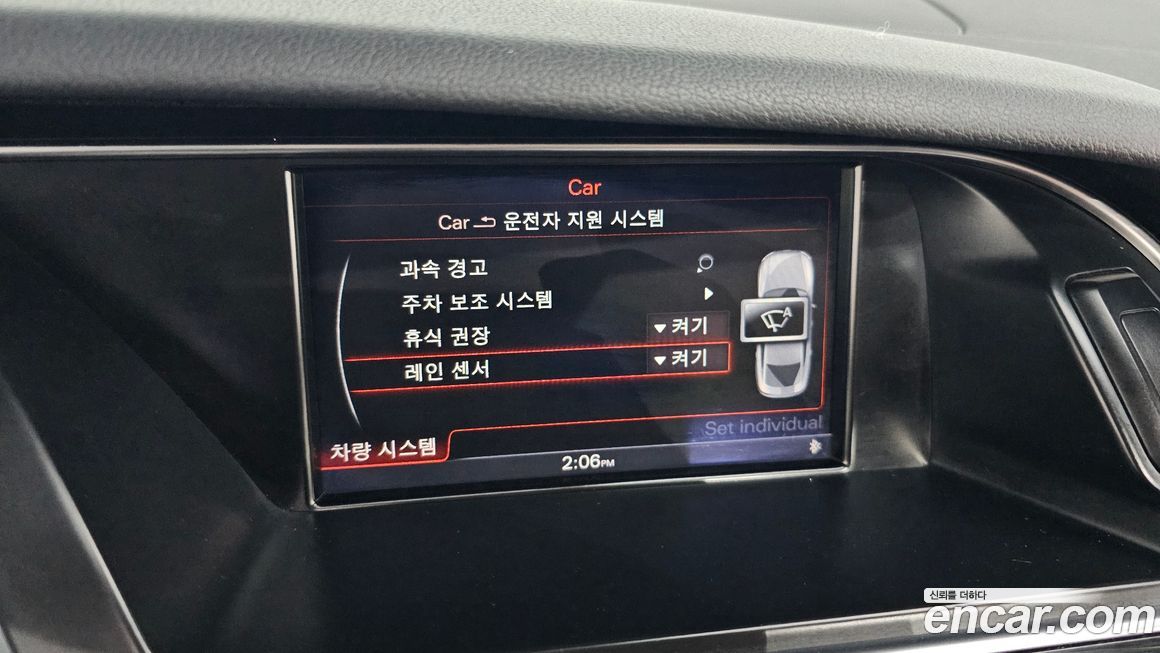 Car
Car ⮌ 운전자 지원 시스템
과속 경고
주차 보조 시스템
휴식 권장 ▼ 켜기
레인 센서 ▼ 켜기
A
Set individual
차량 시스템
2:06PM
신뢰를 더하다
encar.com